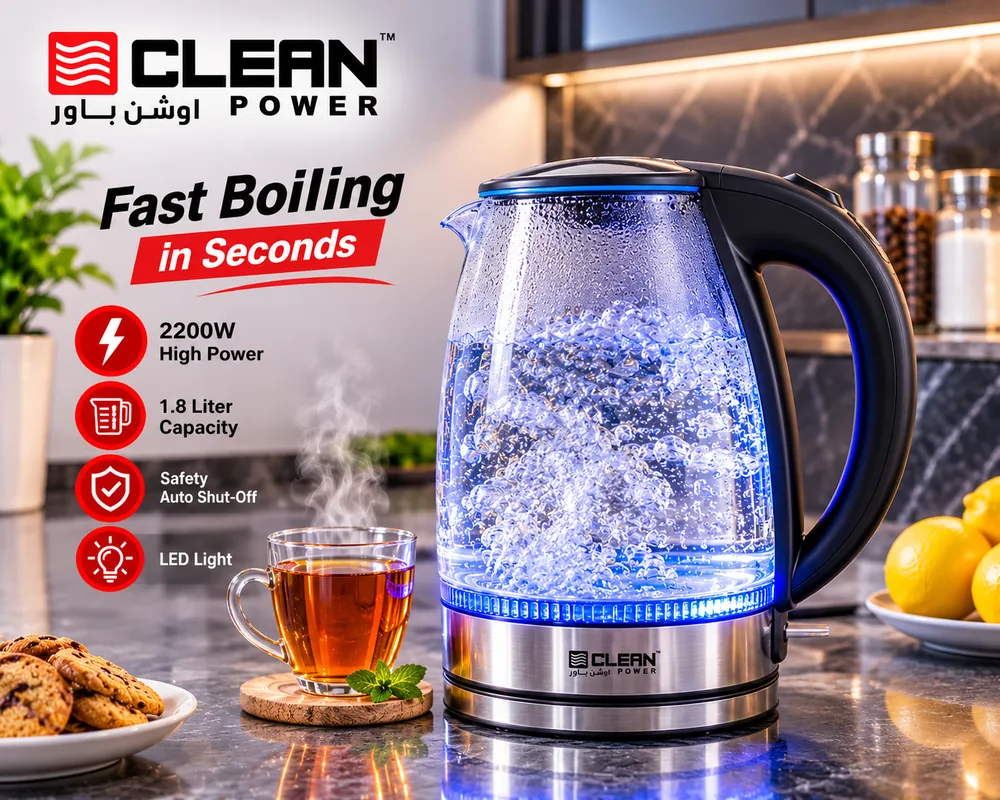 CLEAN™
اوشن باور POWER
Fast Boiling
in Seconds
2200W
High Power
1.8 Liter
Capacity
Safety
Auto Shut-Off
LED Light
CLEAN™
اوشن باور POWER